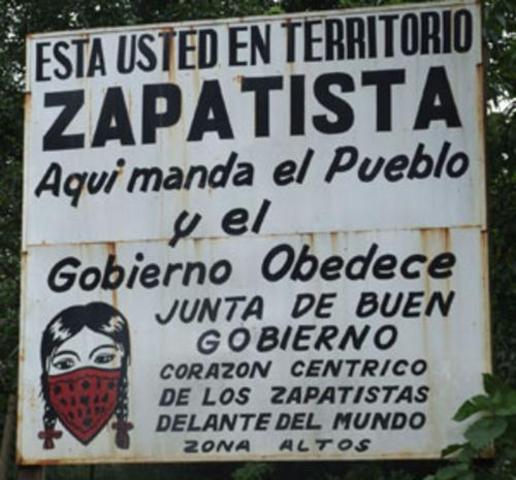 ESTA USTED EN TERRITORIO
ZAPATISTA
Aqui manda el Pueblo
y el
Gobierno Obedece
JUNTA DE BUEN
GOBIERNO
CORAZON CENTRICO
DE LOS ZAPATISTAS
DELANTE DEL MUNDO
ZONA ALTOS